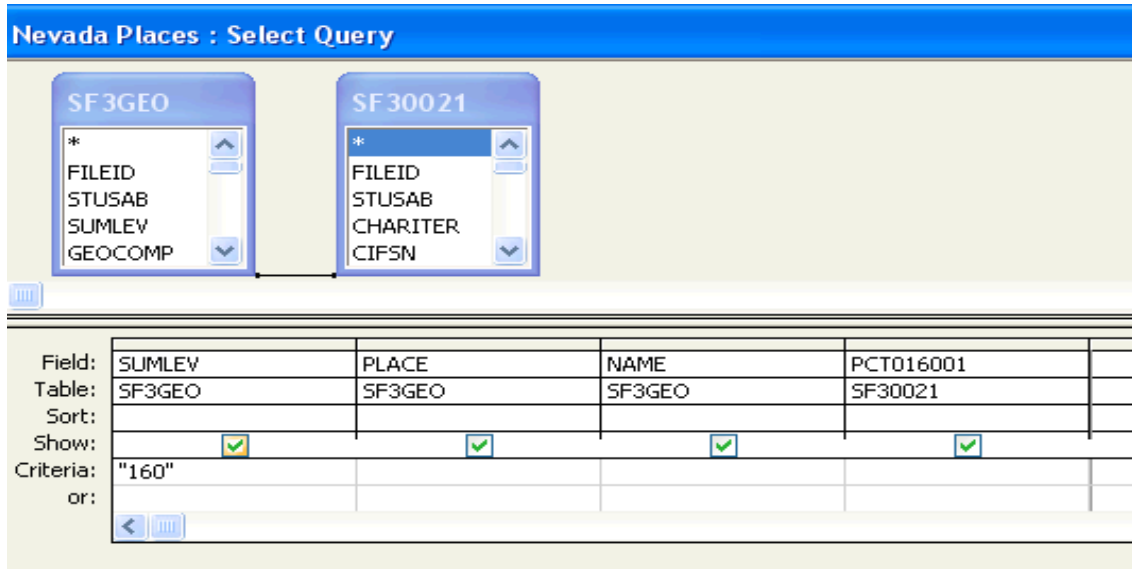 Nevada Places : Select Query
SF3GEO
*
FILEID
STUSAB
SUMLEV
GEOCOMP
SF30021
*
FILEID
STUSAB
CHARITER
CIFSN
Field: SUMLEV PLACE NAME PCT016001
Table: SF3GEO SF3GEO SF3GEO SF30021
Sort:
Show:
Criteria: "160"
or: